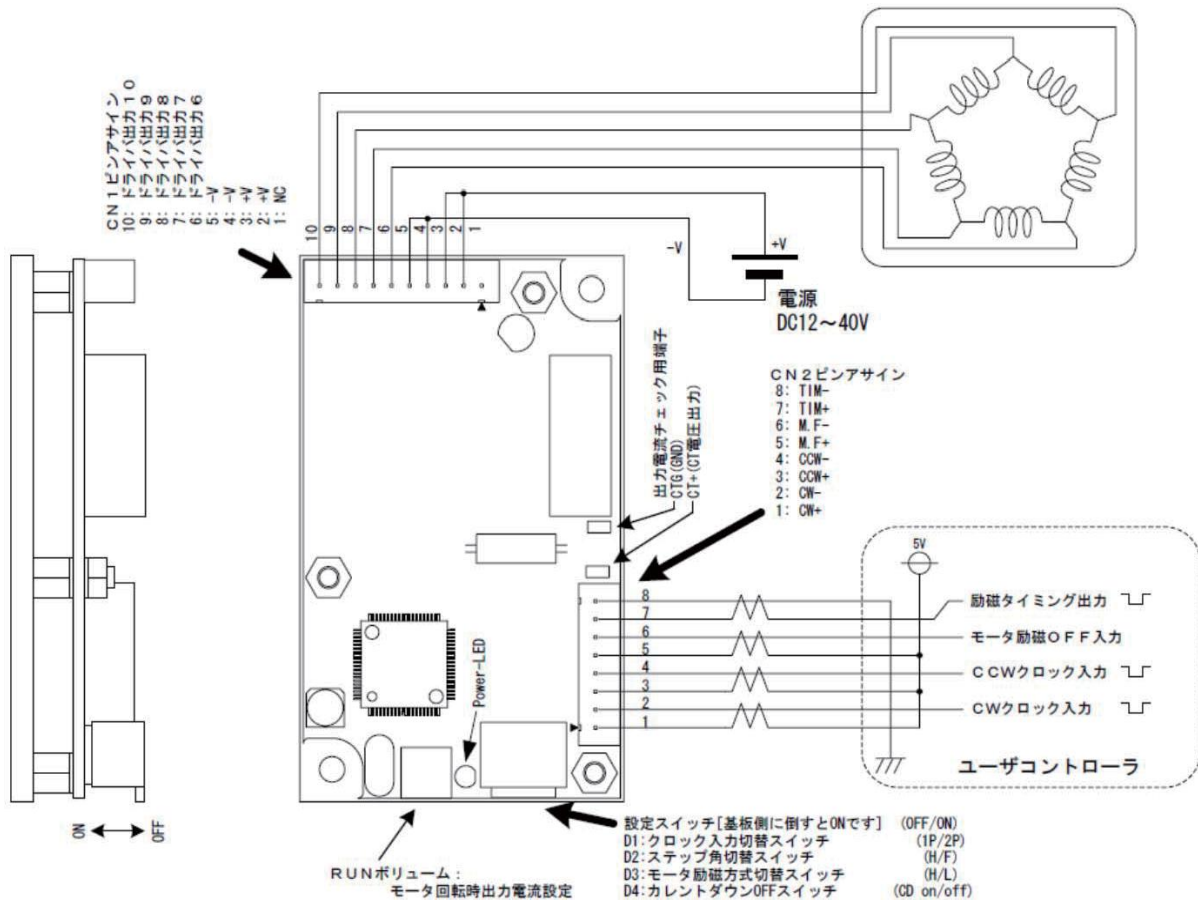 CN1ピンアサイン
10: ドライバ出力10
9: ドライバ出力9
8: ドライバ出力8
7: ドライバ出力7
6: ドライバ出力6
5: -V
4: -V
3: +V
2: +V
1: NC
10
9
8
7
6
5
4
3
2
1
-V
+V
電源
DC12~40V
出力電流チェック用端子
CTG(GND)
CT+(CT電圧出力)
CN2ピンアサイン
8: TIM-
7: TIM+
6: M.F-
5: M.F+
4: CCW-
3: CCW+
2: CW-
1: CW+
5V
8
7
6
5
4
3
2
1
励磁タイミング出力
モータ励磁OFF入力
CCWクロック入力
CWクロック入力
ユーザコントローラ
Power-LED
ON
OFF
RUNボリューム:
モータ回転時出力電流設定
設定スイッチ[基板側に倒すとONです] (OFF/ON)
D1:クロック入力切替スイッチ (1P/2P)
D2:ステップ角切替スイッチ (H/F)
D3:モータ励磁方式切替スイッチ (H/L)
D4:カレントダウンOFFスイッチ (CD on/off)